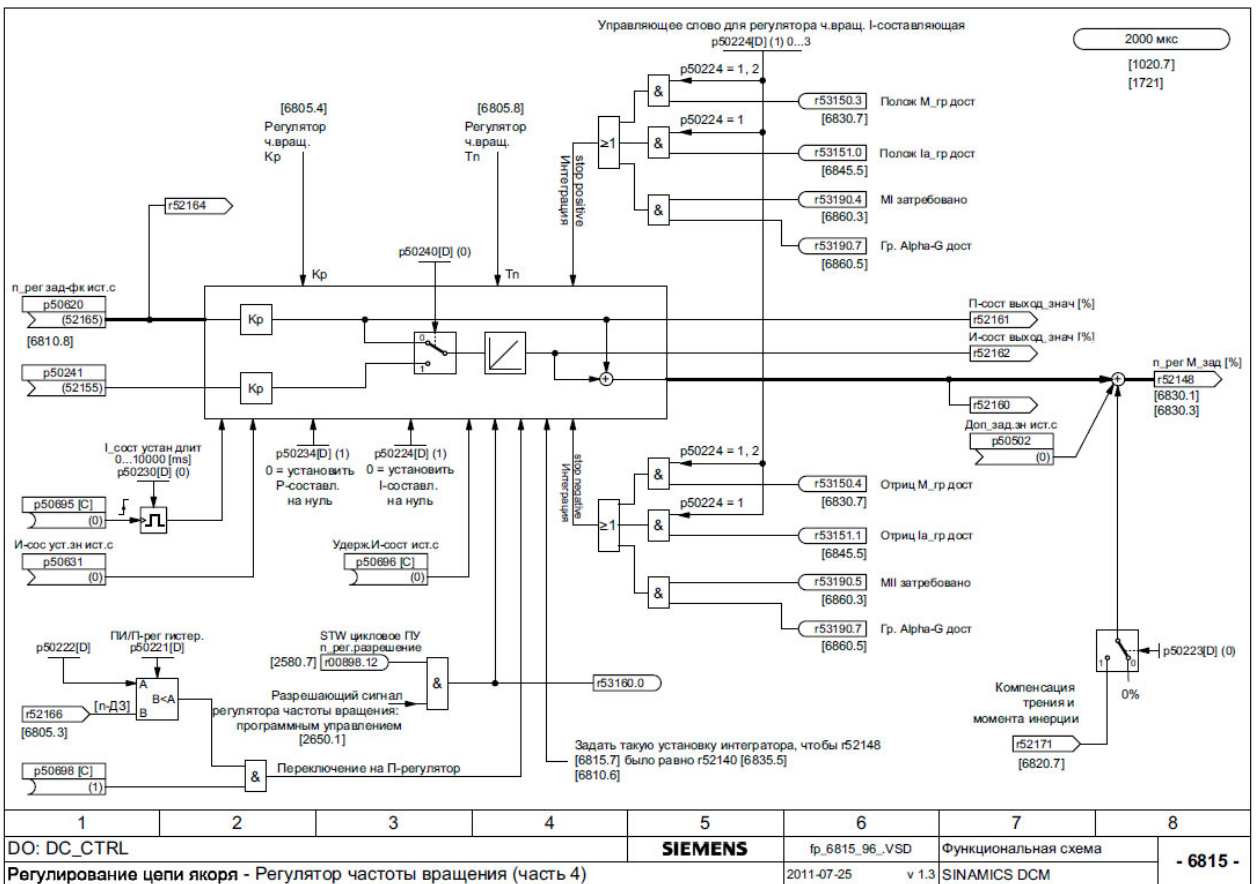 Управляющее слово для регулятора ч.вращ. I-составляющая
p50224[D] (1) 0...3
2000 мкс
[1020.7]
[1721]
p50224 = 1, 2
&
r53150.3 Полож M_гр дост
[6830.7]
[6805.4]
Регулятор
ч.вращ.
Kp
[6805.8]
Регулятор
ч.вращ.
Tn
p50224 = 1
≥1
&
r53151.0 Полож Ia_гр дост
[6845.5]
stop positive
Интеграция
&
r53190.4 MI затребовано
[6860.3]
r53190.7 Гр. Alpha-G дост
[6860.5]
r52164
p50240[D] (0)
Kp
Tn
n_рег зад-фк ист.с
p50620
(52165)
[6810.8]
Kp
0
1
П-сост выход_знач [%]
r52161
И-сост выход_знач [%]
r52162
p50241
(52155)
Kp
+
+
n_рег M_зад [%]
r52148
[6830.1]
[6830.3]
r52160
Доп_зад.зн ист.с
p50502
(0)
I_сост устан длит
0...10000 [ms]
p50230[D] (0)
p50234[D] (1)
0 = установить
P-составл.
на нуль
p50224[D] (1)
0 = установить
I-составл.
на нуль
stop negative
Интеграция
p50224 = 1, 2
&
r53150.4 Отриц M_гр дост
[6830.7]
p50695 [C]
(0)
p50224 = 1
≥1
&
r53151.1 Отриц Ia_гр дост
[6845.5]
И-сос уст.зн ист.с
p50631
(0)
Удерж.И-сост ист.с
p50696 [C]
(0)
&
r53190.5 MII затребовано
[6860.3]
r53190.7 Гр. Alpha-G дост
[6860.5]
ПИ/П-рег гистер.
p50222[D] p50221[D]
A
B<A
B
r52166 [n-ДЗ]
[6805.3]
STW цикловое ПУ
n_рег.разрешение
[2580.7] r00898.12
&
r53160.0
Разрешающий сигнал
регулятора частоты вращения:
программным управлением
[2650.1]
1 0
p50223[D] (0)
0%
Компенсация
трения и
момента инерции
r52171
[6820.7]
p50698 [C]
(1)
&
Переключение на П-регулятор
Задать такую установку интегратора, чтобы r52148
[6815.7] было равно r52140 [6835.5]
[6810.6]
1 2 3 4 5 6 7 8
DO: DC_CTRL SIEMENS fp_6815_96_.VSD Функциональная схема - 6815 -
Регулирование цепи якоря - Регулятор частоты вращения (часть 4) 2011-07-25 v 1.3 SINAMICS DCM